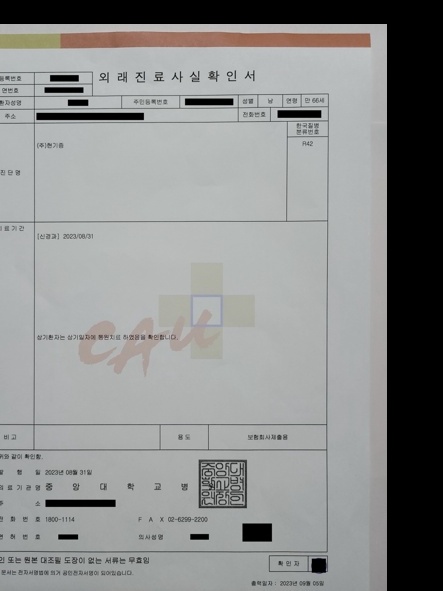 외래진료사실확인서
등록번호
연번호
환자성명 주민등록번호 성별 남 연령 만 66세
주소 전화번호
한국질병
분류번호
진단명 (주)현기증 R42
진료기간 [신경과] 2023/08/31
CAU
상기환자는 상기일자에 통원치료 하였음을 확인합니다.
비고 용도 보험회사제출용
위와 같이 확인함.
발행일 2023년 08월 31일
의료기관명 중앙대학교병
주소
전화번호 1800-1114 F A X 02-6299-2200
면허번호 의사성명
인 또는 원본 대조필 도장이 없는 서류는 무효임
확인자
문서는 전자서명법에 의거 공인전자서명이 되어있습니다.
출력일자 : 2023년 09월 05일